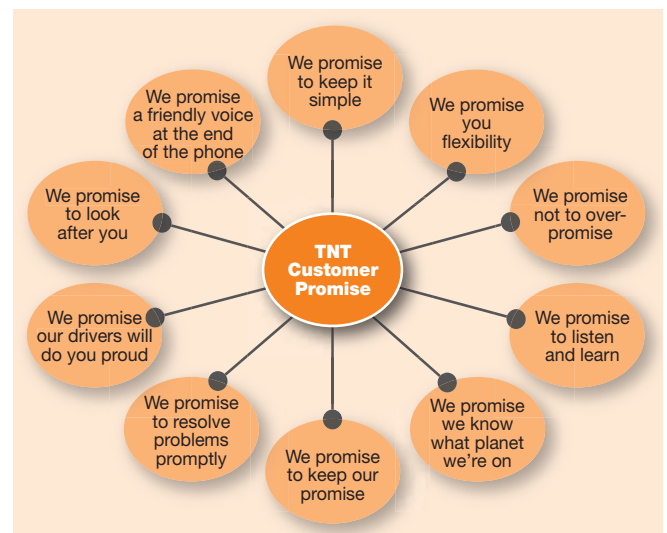 We promise
to keep it
simple
We promise
you
flexibility
We promise
not to over-
promise
We promise
to listen
and learn
We promise
we know
what planet
we're on
We promise
to keep our
promise
We promise
to resolve
problems
promptly
We promise
our drivers will
do you proud
We promise
to look
after you
We promise
a friendly voice
at the end
of the phone
TNT
Customer
Promise